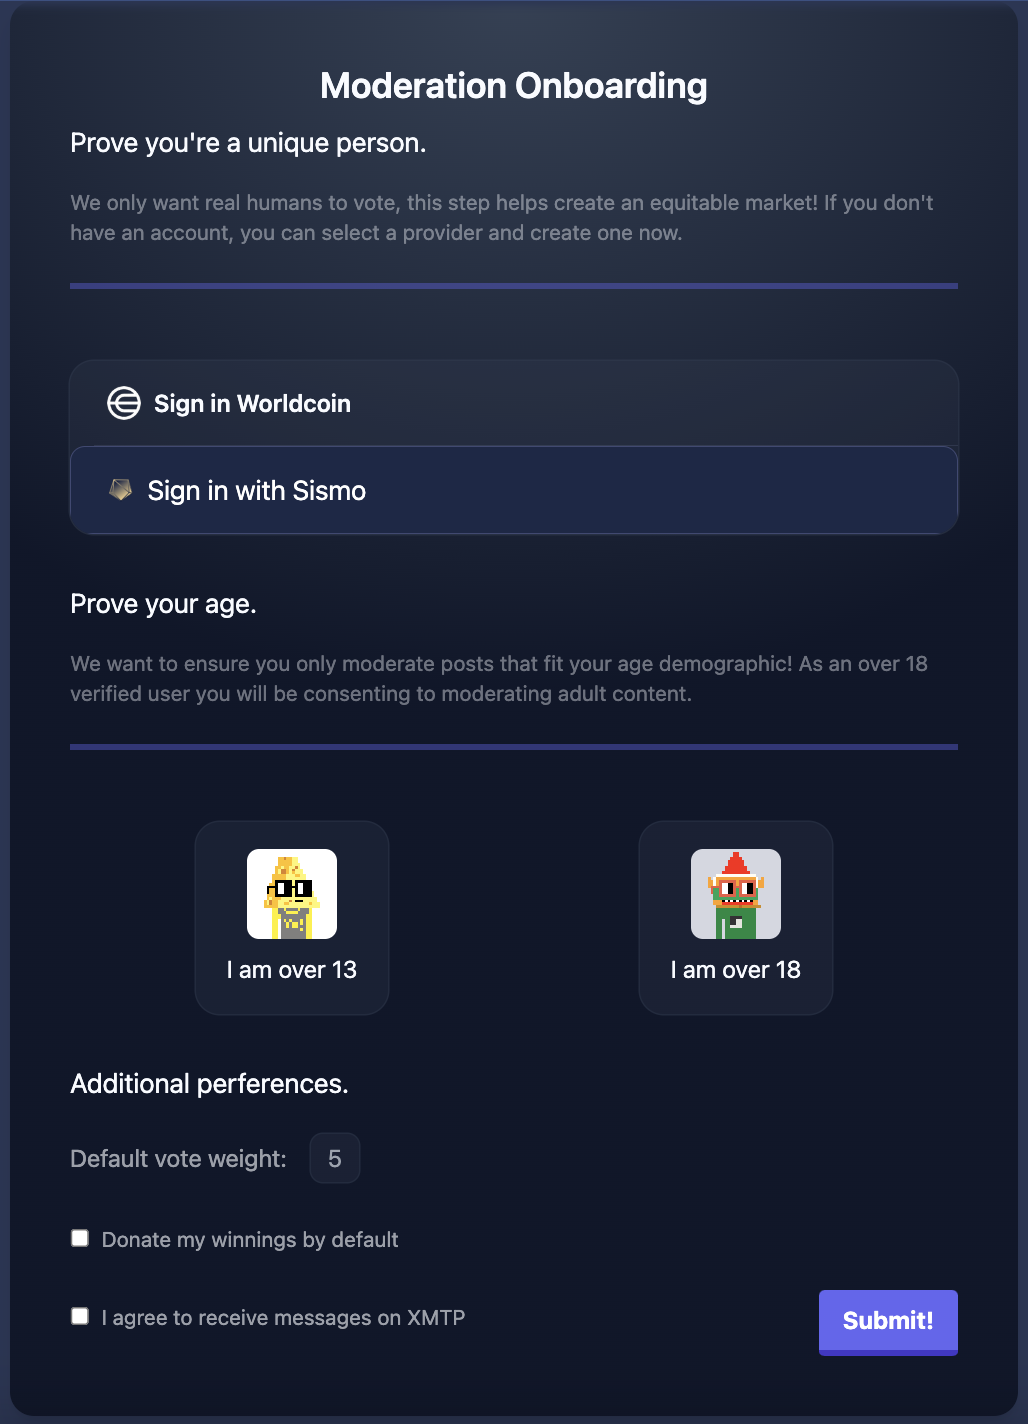 Moderation Onboarding
Prove you're a unique person.
We only want real humans to vote, this step helps create an equitable market! If you don't
have an account, you can select a provider and create one now.
Sign in Worldcoin
Sign in with Sismo
Prove your age.
We want to ensure you only moderate posts that fit your age demographic! As an over 18
verified user you will be consenting to moderating adult content.
I am over 13
I am over 18
Additional perferences.
Default vote weight: 5
Donate my winnings by default
I agree to receive messages on XMTP
Submit!